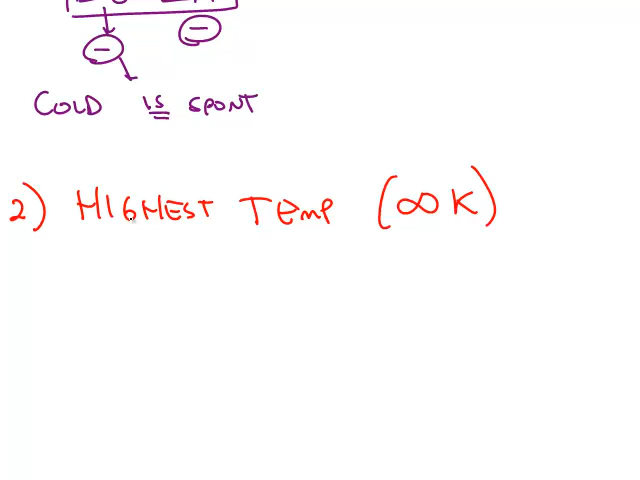 ⊖ ⊖
COLD is SPONT
2) HIGHEST TEMP (∞ K)